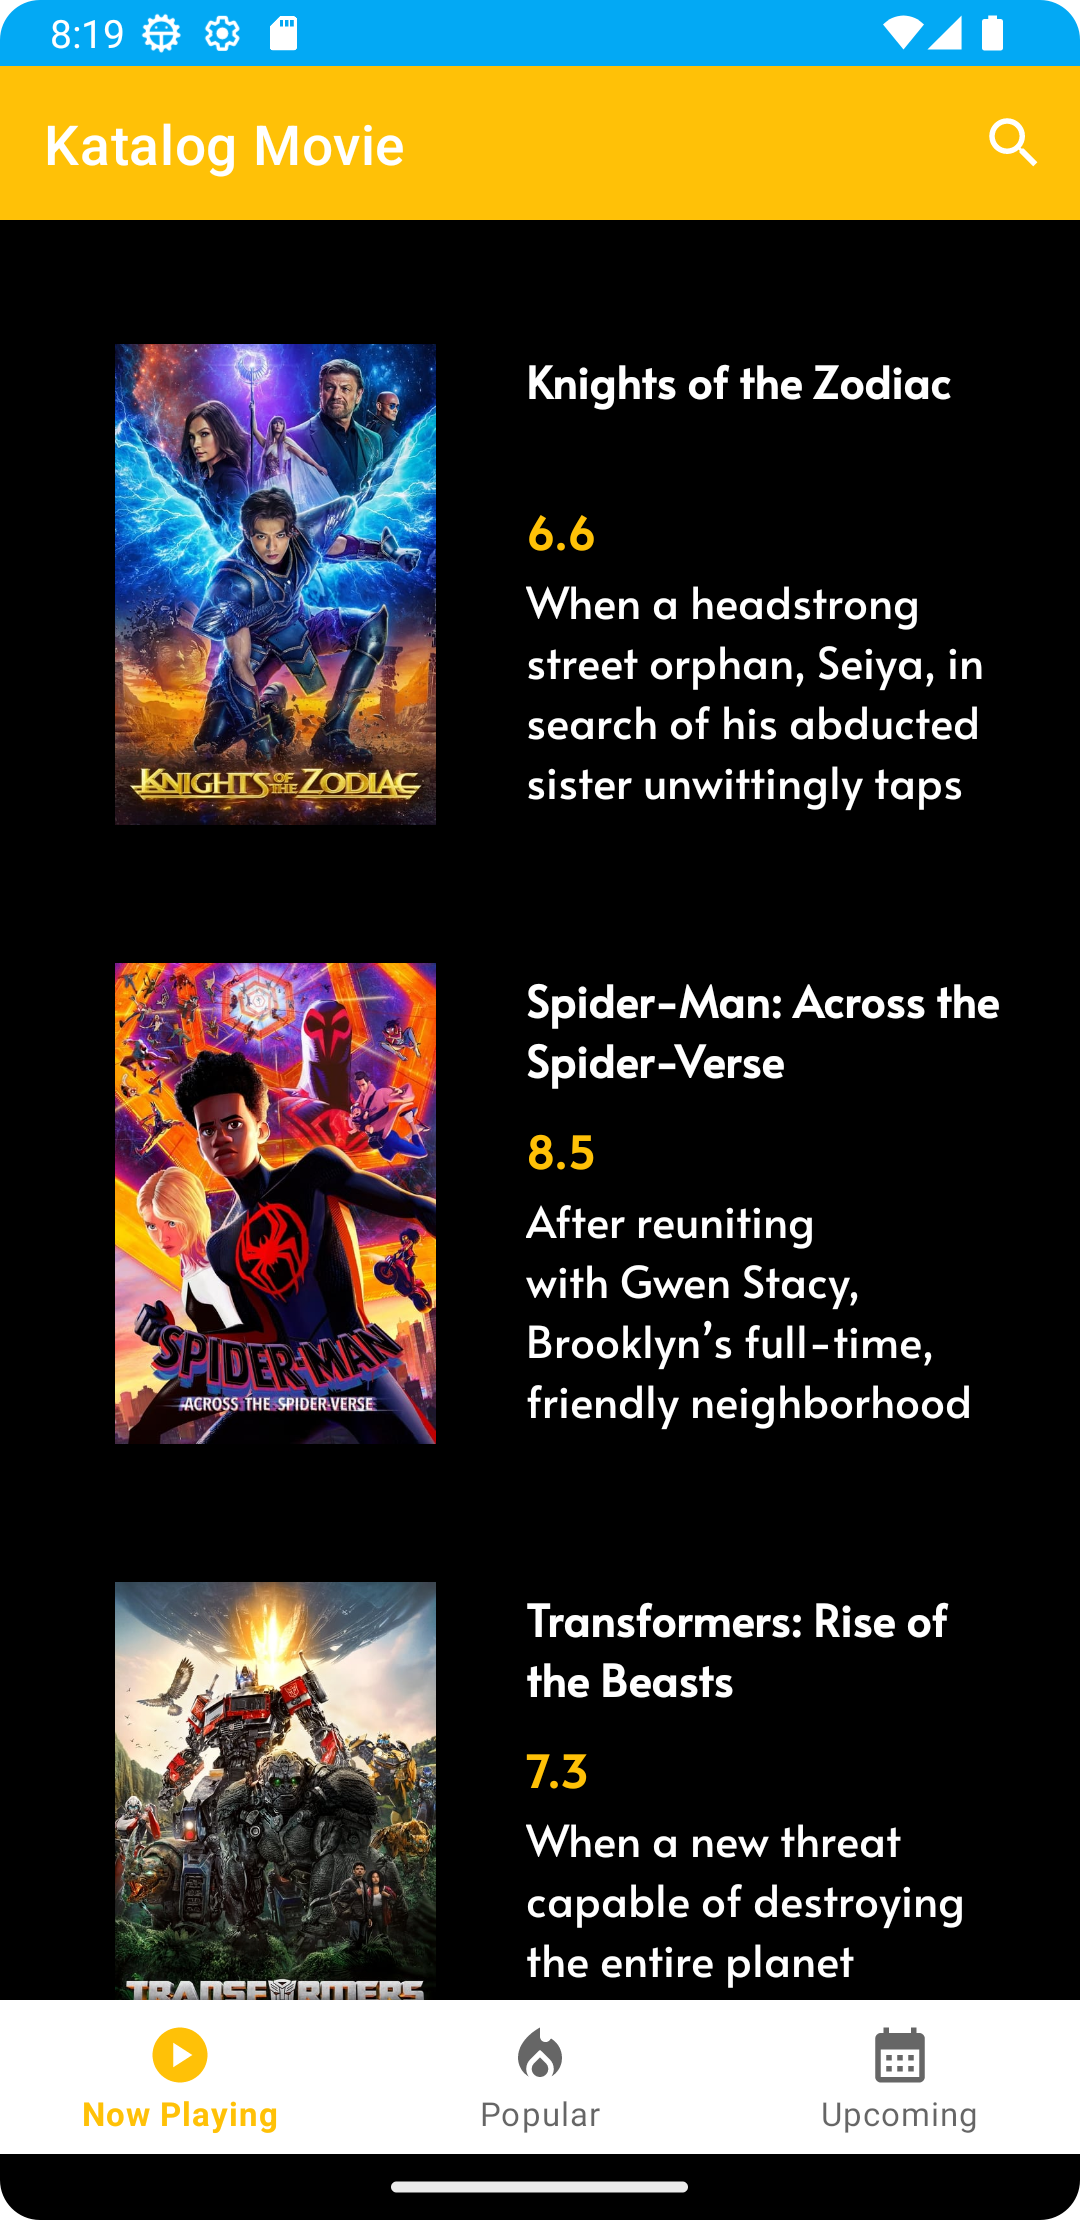 8:19
Katalog Movie
Knights of the Zodiac
6.6
When a headstrong
street orphan, Seiya, in
search of his abducted
sister unwittingly taps
KNIGHTS OF THE ZODIAC
Spider-Man: Across the
Spider-Verse
8.5
After reuniting
with Gwen Stacy,
Brooklyn’s full-time,
friendly neighborhood
SPIDER-MAN
ACROSS THE SPIDER-VERSE
Transformers: Rise of
the Beasts
7.3
When a new threat
capable of destroying
the entire planet
TRANSFORMERS
Now Playing
Popular
Upcoming